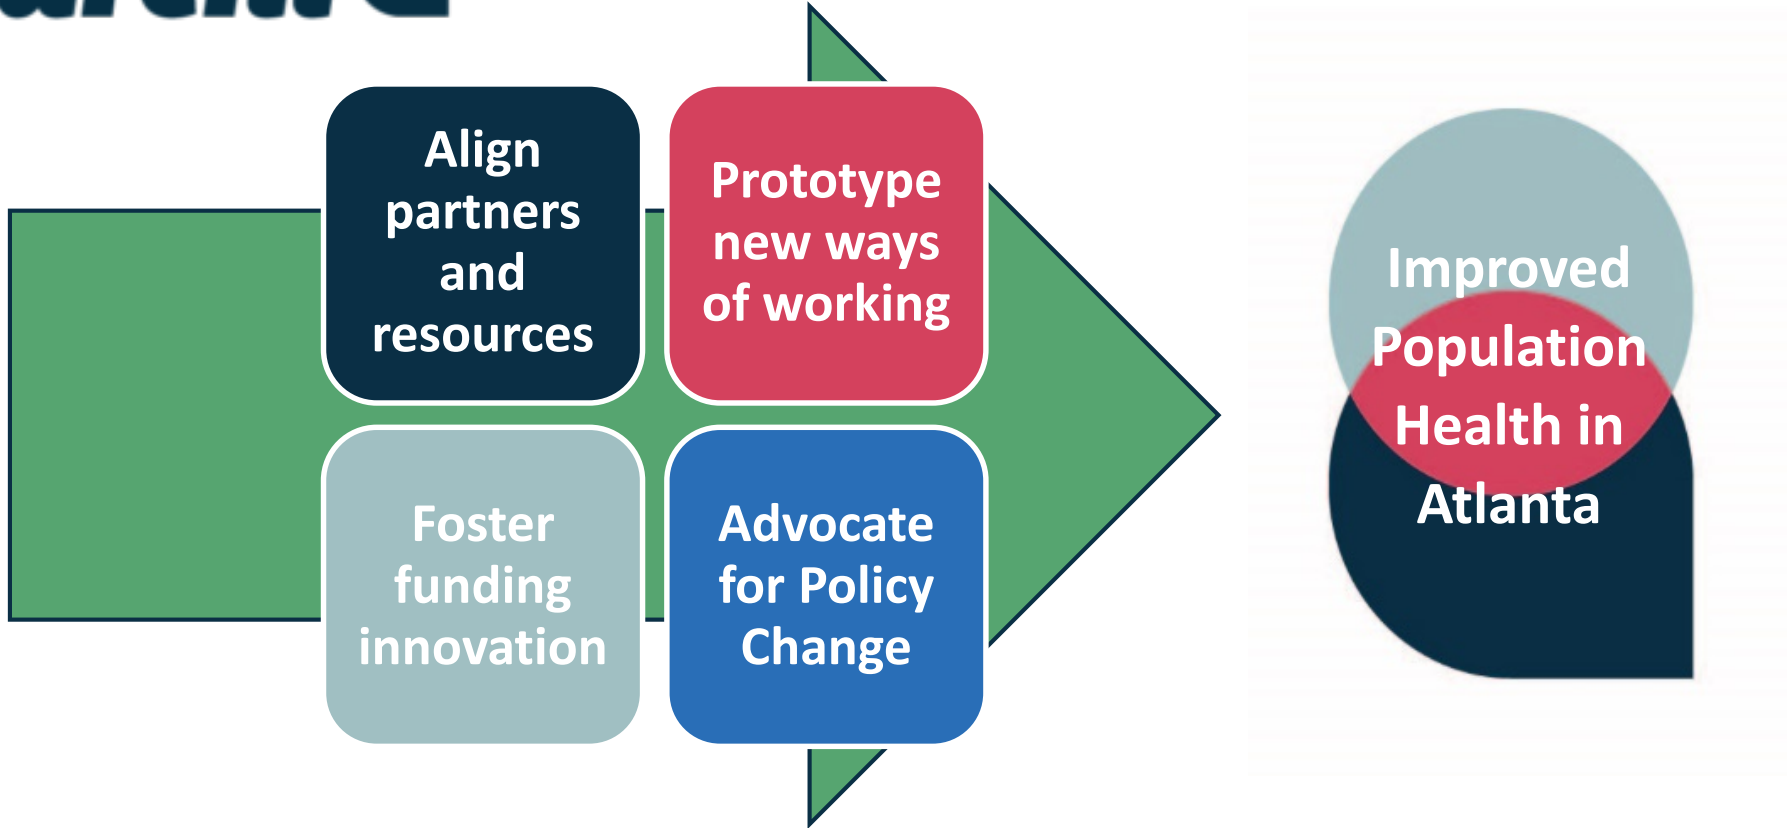 Align
partners
and
resources
Prototype
new ways
of working
Foster
funding
innovation
Advocate
for Policy
Change
Improved
Population
Health in
Atlanta